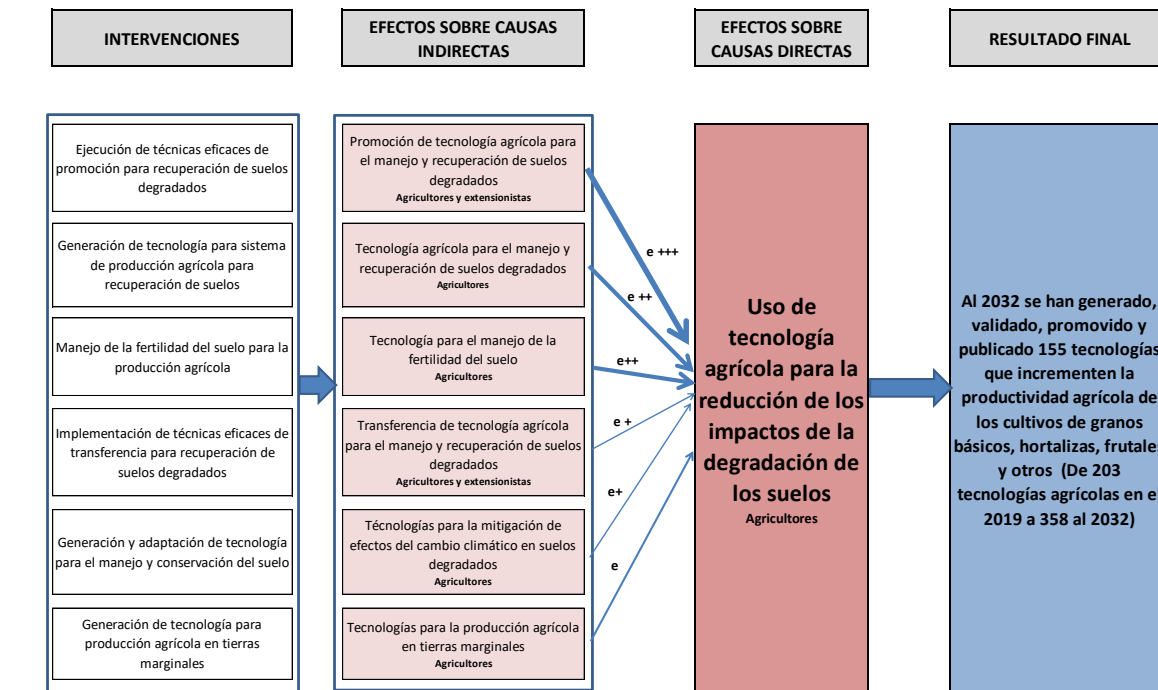 INTERVENCIONES
EFECTOS SOBRE CAUSAS
INDIRECTAS
EFECTOS SOBRE
CAUSAS DIRECTAS
RESULTADO FINAL
Ejecución de técnicas eficaces de
promoción para recuperación de suelos
degradados
Generación de tecnología para sistema
de producción agrícola para
recuperación de suelos
Manejo de la fertilidad del suelo para la
producción agrícola
Implementación de técnicas eficaces de
transferencia para recuperación de
suelos degradados
Generación y adaptación de tecnología
para el manejo y conservación del suelo
Generación de tecnología para
producción agrícola en tierras
marginales
Promoción de tecnología agrícola para
el manejo y recuperación de suelos
degradados
Agricultores y extensionistas
Tecnología agrícola para el manejo y
recuperación de suelos degradados
Agricultores
Tecnología para el manejo de la
fertilidad del suelo
Agricultores
Transferencia de tecnología agrícola
para el manejo y recuperación de suelos
degradados
Agricultores y extensionistas
Técnologías para la mitigación de
efectos del cambio climático en suelos
degradados
Agricultores
Tecnologías para la producción agrícola
en tierras marginales
Agricultores
e +++
e ++
e++
e +
e+
e
Uso de
tecnología
agrícola para la
reducción de los
impactos de la
degradación de
los suelos
Agricultores
Al 2032 se han generado,
validado, promovido y
publicado 155 tecnologías
que incrementen la
productividad agrícola de
los cultivos de granos
básicos, hortalizas, frutales
y otros (De 203
tecnologías agrícolas en e
2019 a 358 al 2032)